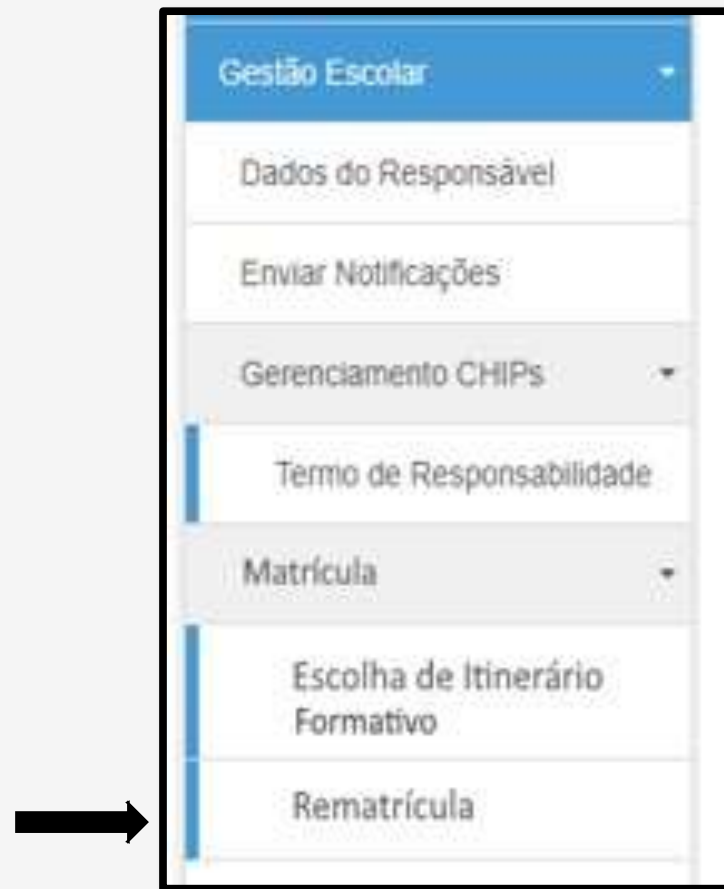 Gestão Escolar
Dados do Responsável
Enviar Notificações
Gerenciamento CHIPs
Termo de Responsabilidade
Matrícula
Escolha de Itinerário
Formativo
Rematrícula